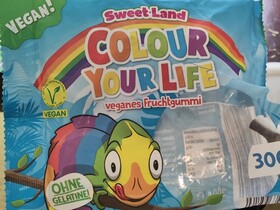 VEGAN!
Sweet-Land
COLOUR
YOUR LIFE
veganes Fruchtgummi
VEGAN
OHNE
GELATINE!
300